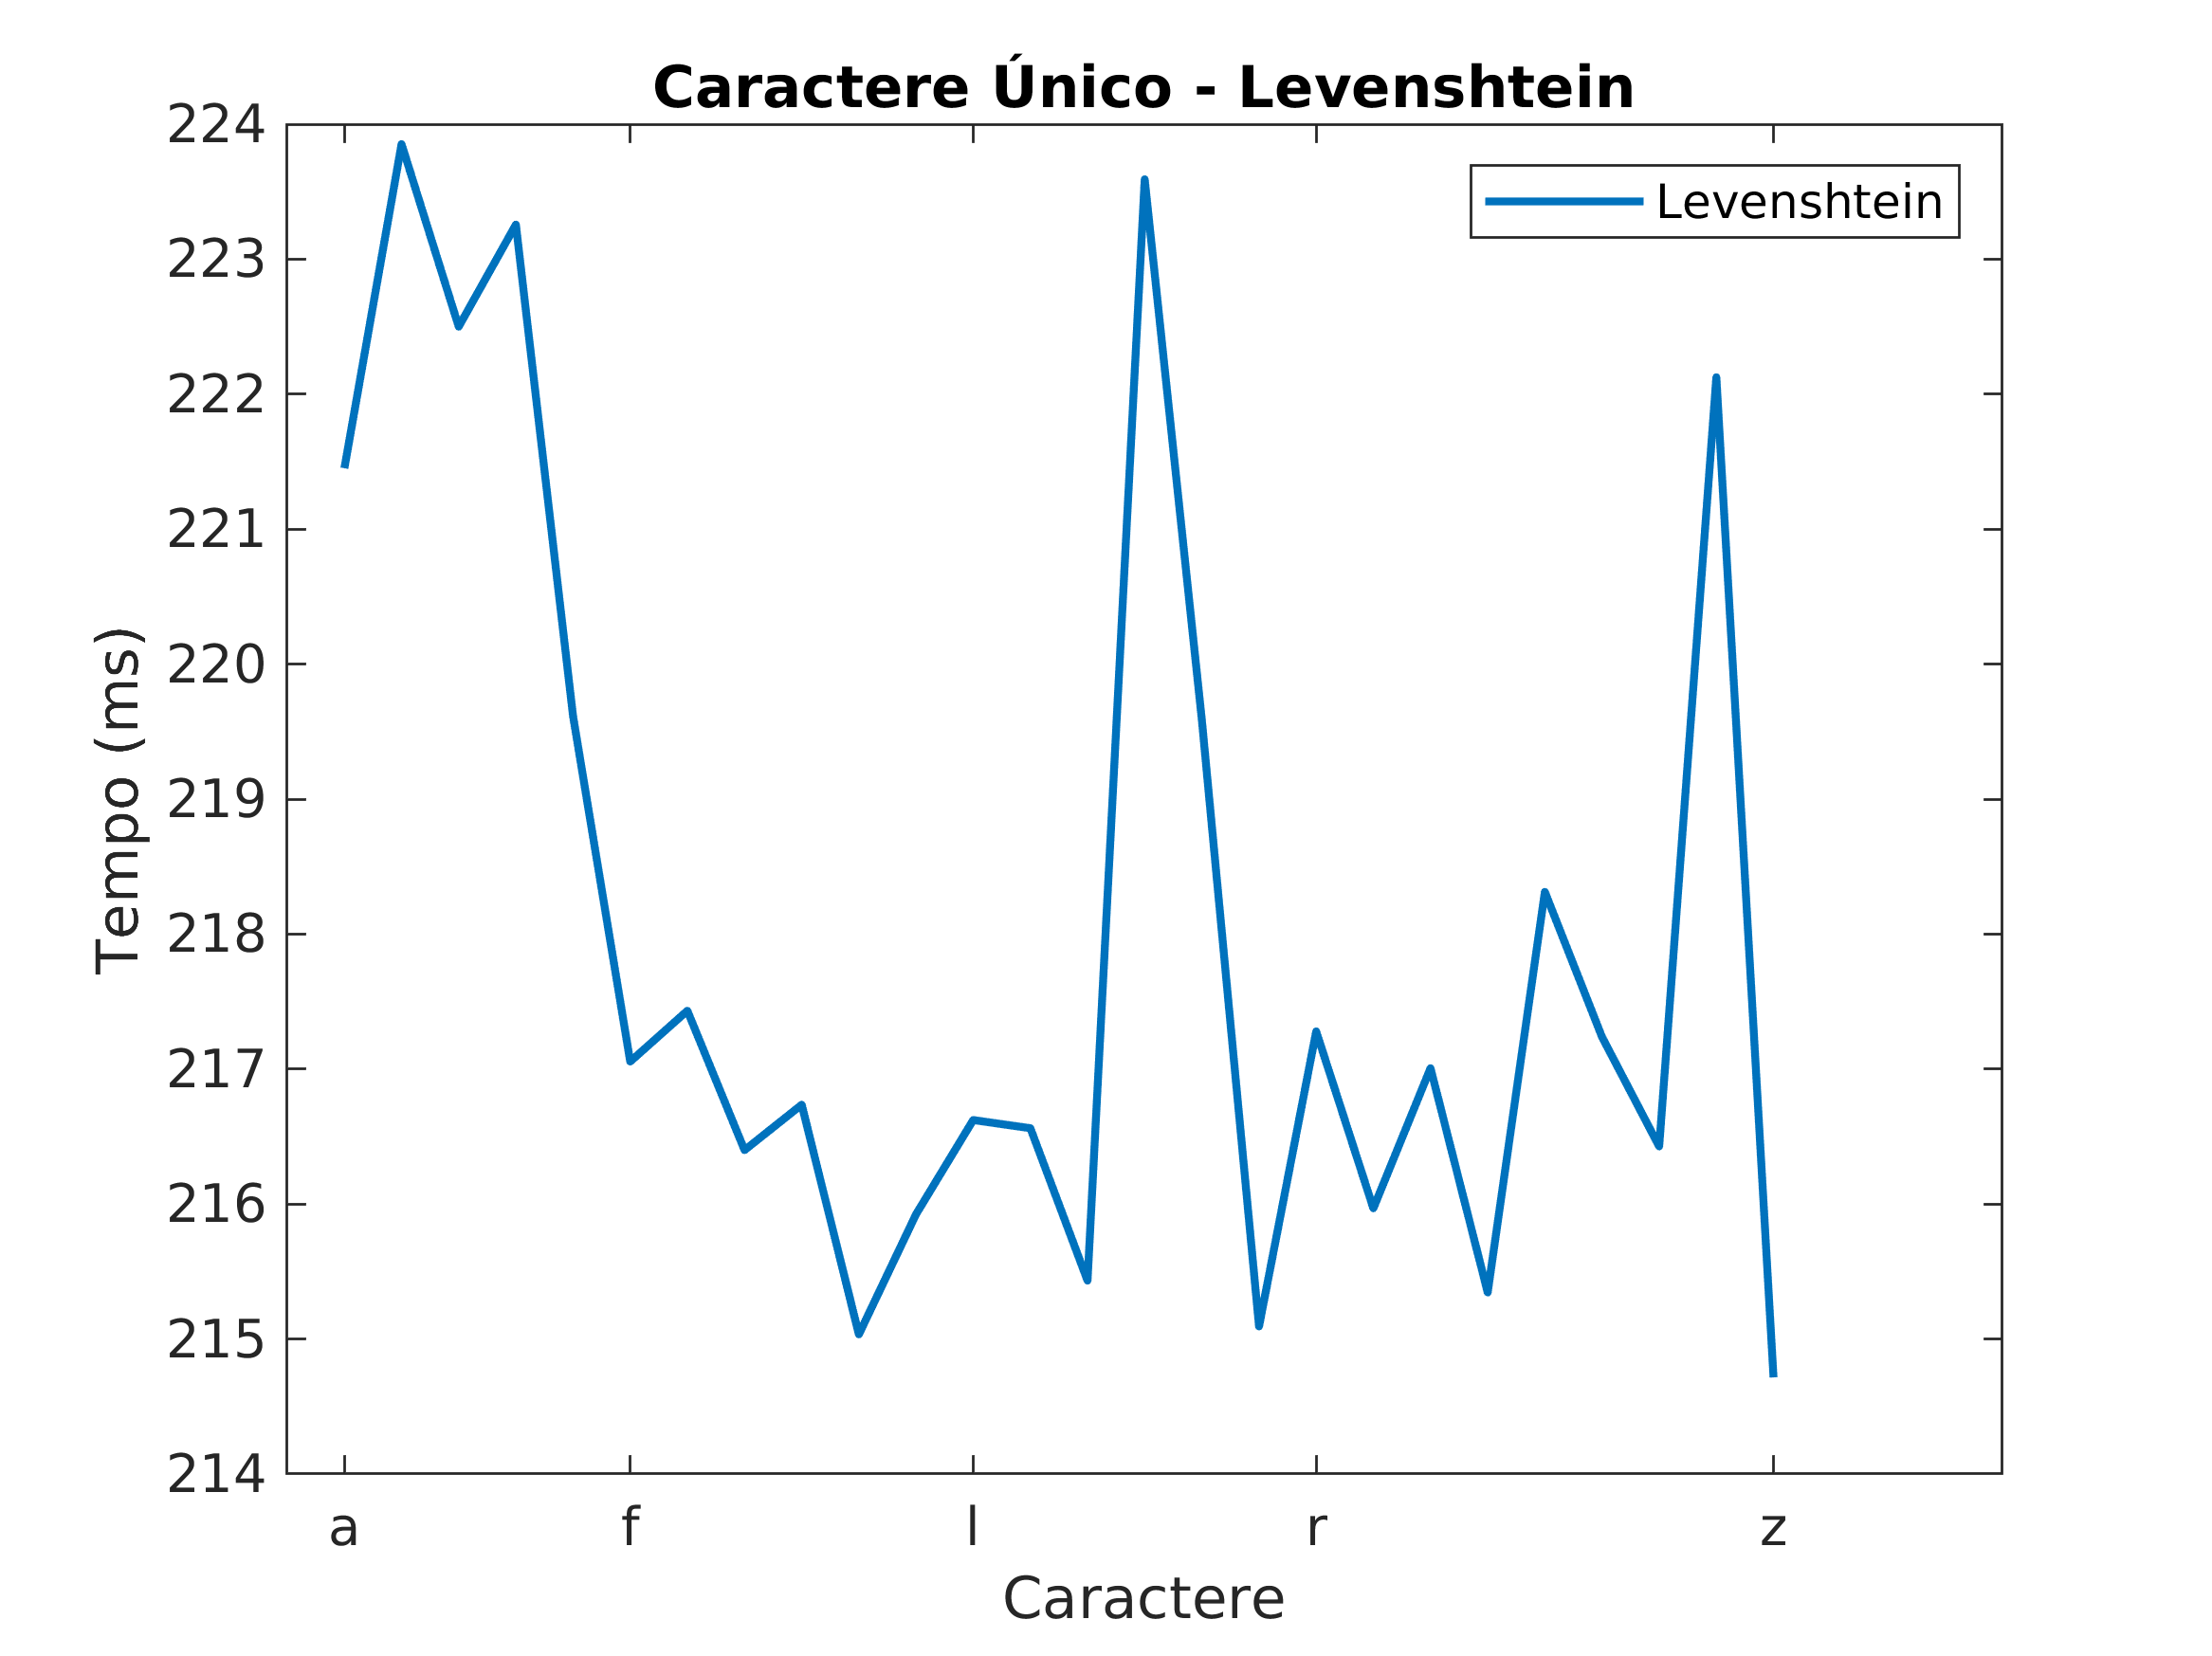 Caractere Único - Levenshtein
Levenshtein
224
223
222
221
220
219
218
217
216
215
214
Tempo (ms)
a f l r z
Caractere